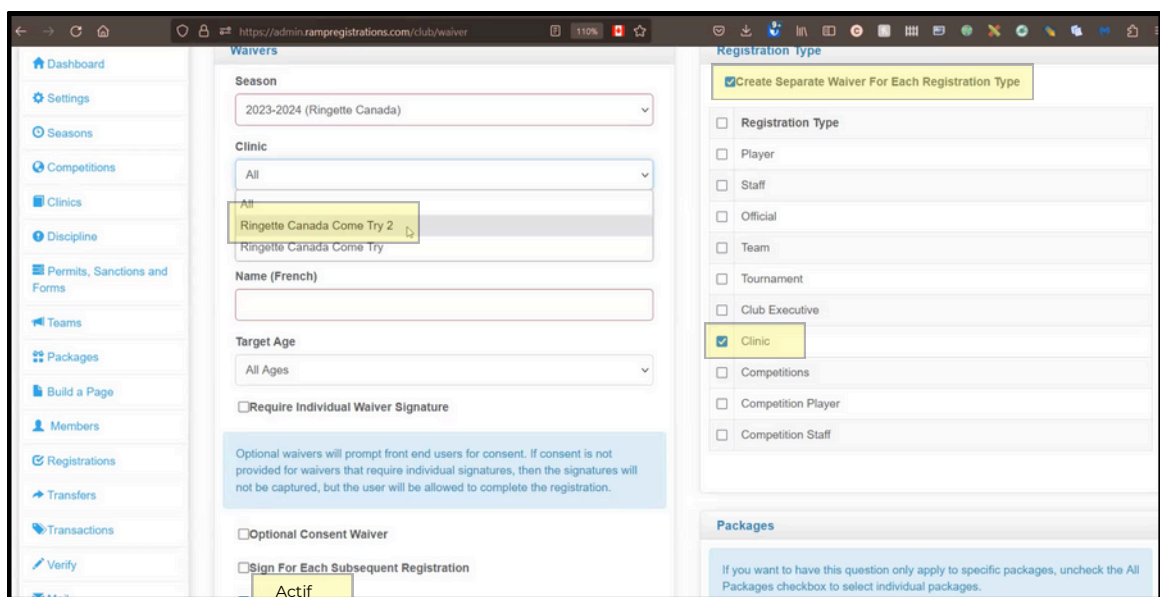 https://admin.rampregistrations.com/club/waiver
110%
Dashboard
Settings
Seasons
Competitions
Clinics
Discipline
Permits, Sanctions and
Forms
Teams
Packages
Build a Page
Members
Registrations
Transfers
Transactions
Verify
Waivers
Season
2023-2024 (Ringette Canada)
Clinic
All
All
Ringette Canada Come Try 2
Ringette Canada Come Try
Name (French)
Target Age
All Ages
Require Individual Waiver Signature
Optional waivers will prompt front end users for consent. If consent is not
provided for waivers that require individual signatures, then the signatures will
not be captured, but the user will be allowed to complete the registration.
Optional Consent Waiver
Sign For Each Subsequent Registration
Actif
Registration Type
Create Separate Waiver For Each Registration Type
Registration Type
Player
Staff
Official
Team
Tournament
Club Executive
Clinic
Competitions
Competition Player
Competition Staff
Packages
If you want to have this question only apply to specific packages, uncheck the All
Packages checkbox to select individual packages.